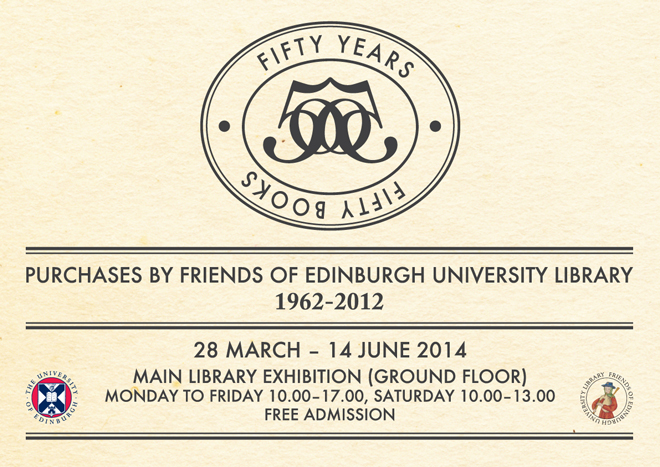 FIFTY YEARS
50 50
FIFTY BOOKS
PURCHASES BY FRIENDS OF EDINBURGH UNIVERSITY LIBRARY
1962-2012
28 MARCH – 14 JUNE 2014
MAIN LIBRARY EXHIBITION (GROUND FLOOR)
MONDAY TO FRIDAY 10.00–17.00, SATURDAY 10.00–13.00
FREE ADMISSION
THE UNIVERSITY OF EDINBURGH
FRIENDS OF EDINBURGH UNIVERSITY LIBRARY